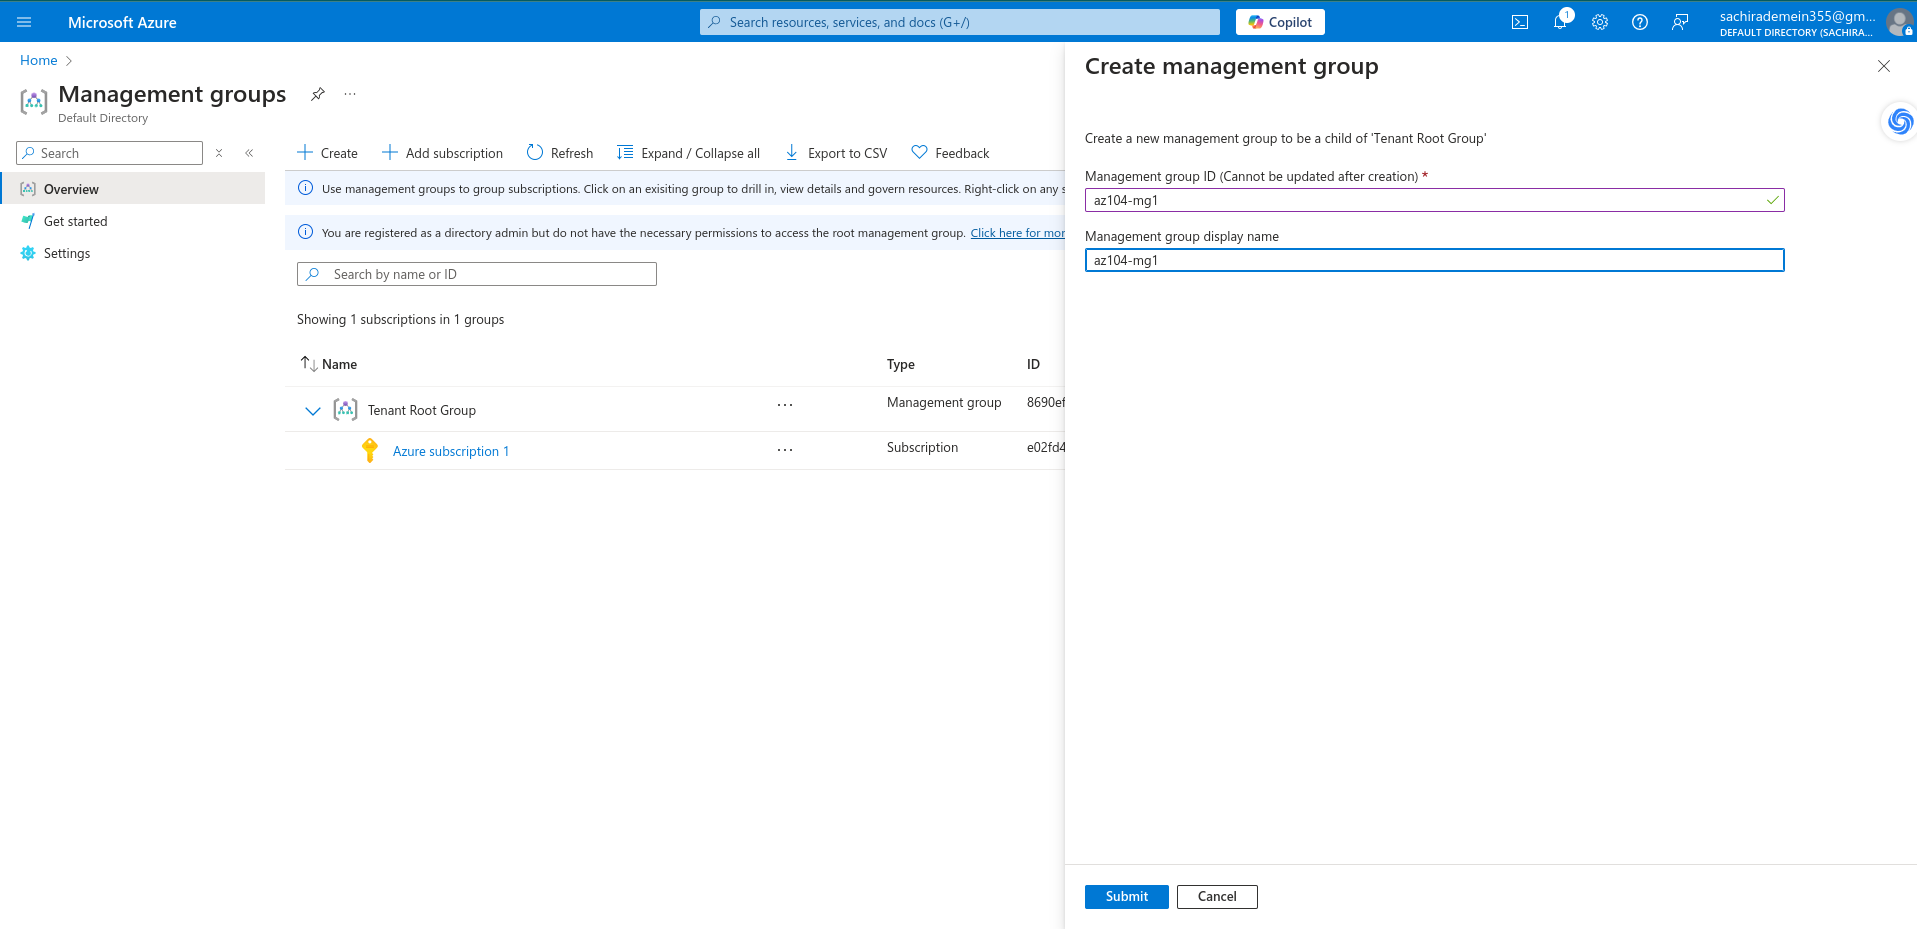 Microsoft Azure
Search resources, services, and docs (G+/)
Copilot
1
sachirademein355@gm...
DEFAULT DIRECTORY (SACHIRA...
Home
Management groups
...
Default Directory
Search
Overview
Get started
Settings
Create
Add subscription
Refresh
Expand / Collapse all
Export to CSV
Feedback
Use management groups to group subscriptions. Click on an exisiting group to drill in, view details and govern resources. Right-click on any s
You are registered as a directory admin but do not have the necessary permissions to access the root management group. Click here for mor
Search by name or ID
Showing 1 subscriptions in 1 groups
Name Type ID
Tenant Root Group ... Management group 8690ef
Azure subscription 1 ... Subscription e02fd4
Create management group
Create a new management group to be a child of 'Tenant Root Group'
Management group ID (Cannot be updated after creation) *
az104-mg1
Management group display name
az104-mg1
Submit
Cancel